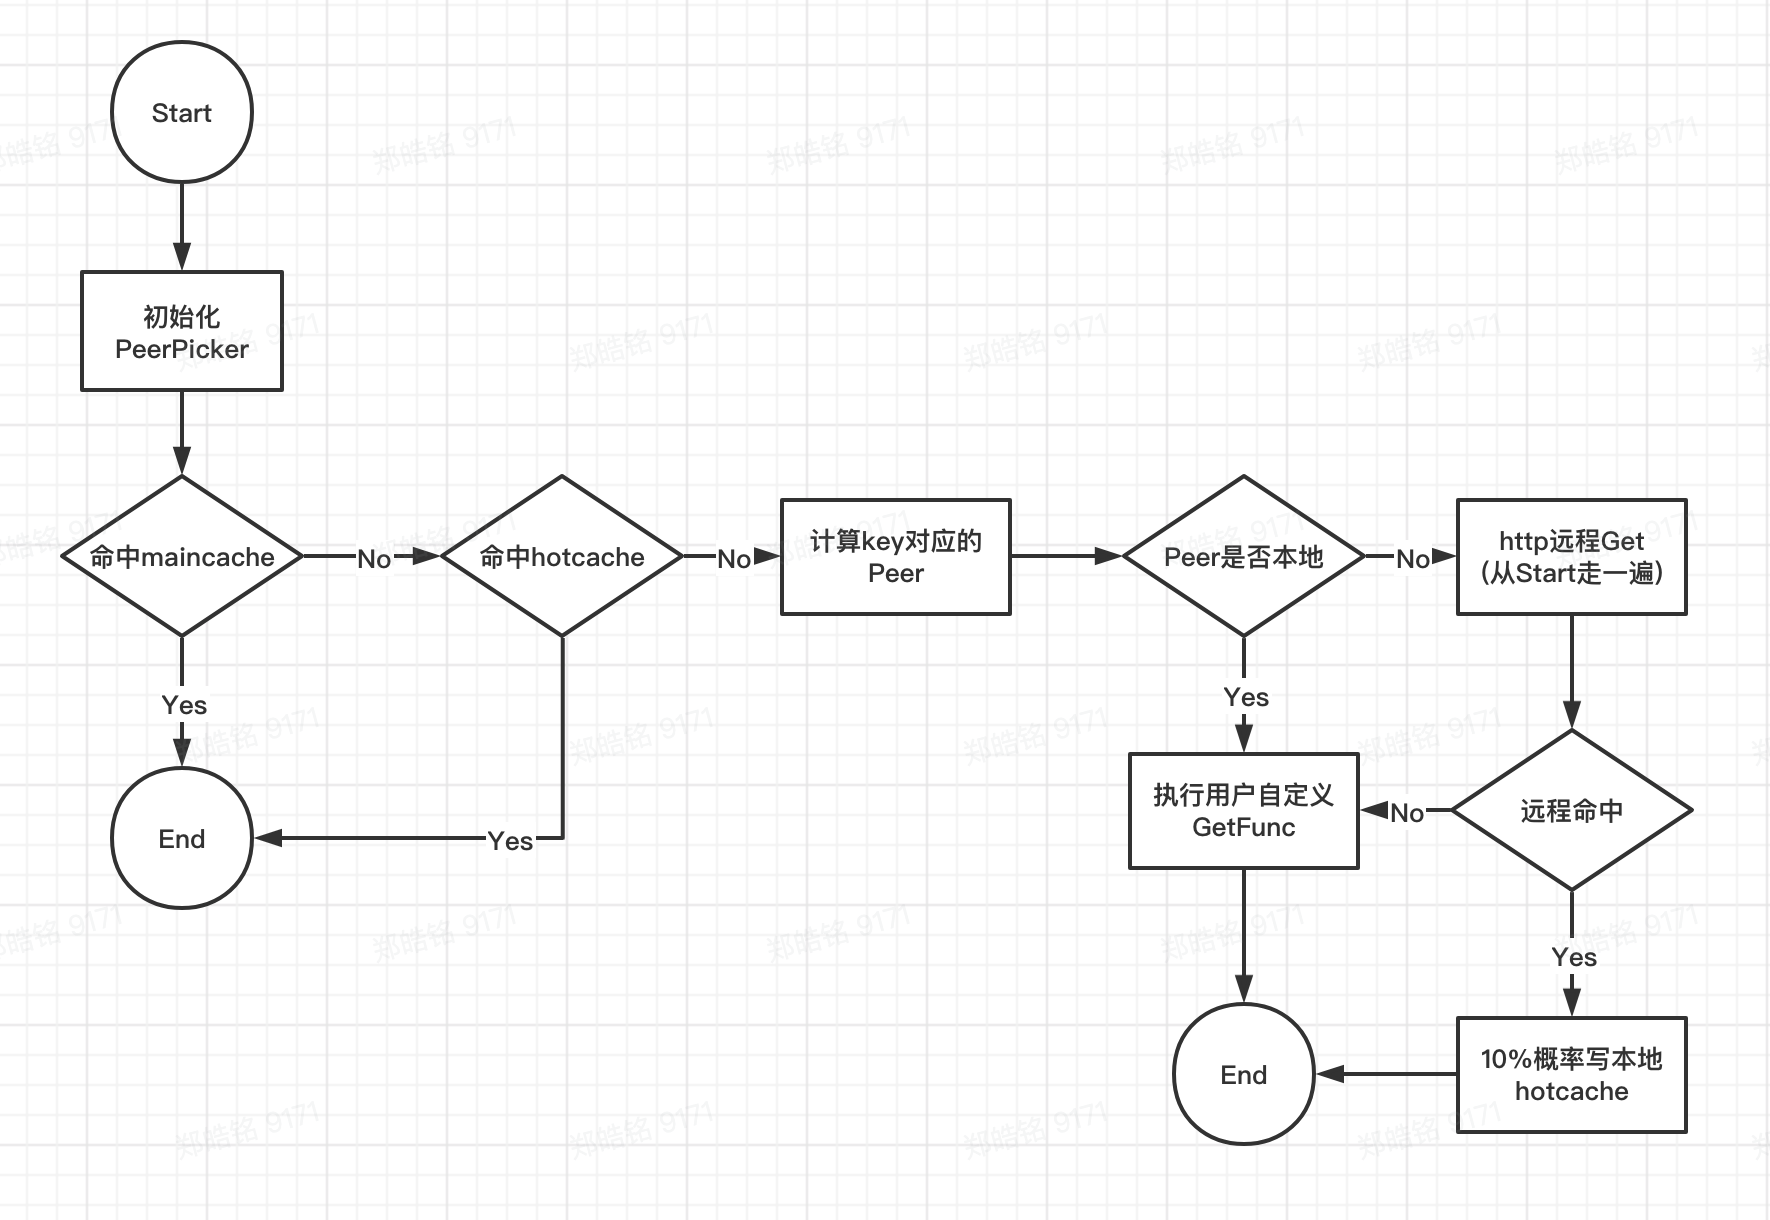 Start
初始化
PeerPicker
命中maincache
No
命中hotcache
No
计算key对应的
Peer
Peer是否本地
No
http远程Get
(从Start走一遍)
Yes
Yes
End
Yes
执行用户自定义
GetFunc
No
远程命中
Yes
End
10%概率写本地
hotcache
郑皓铭 9171